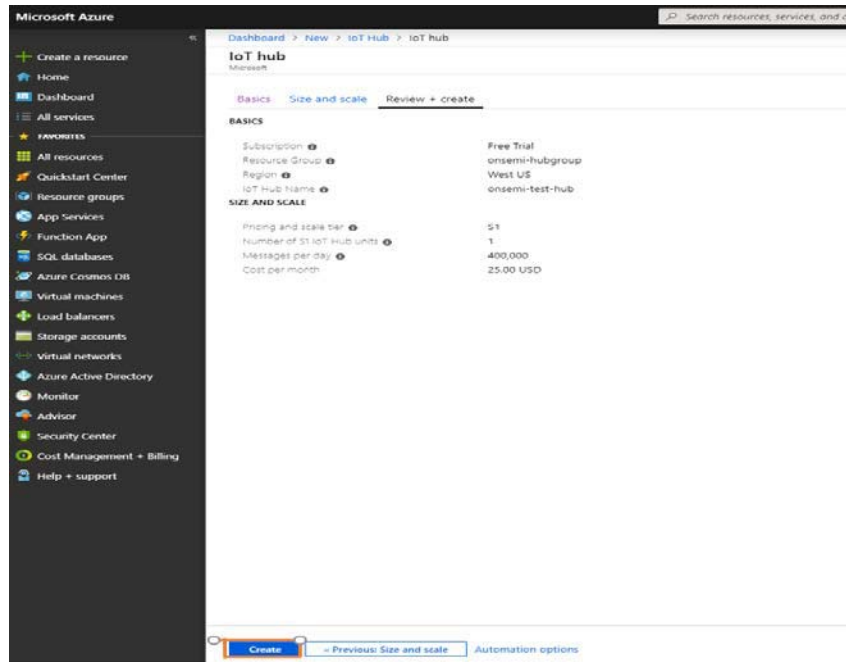 Microsoft Azure
Search resources, services, and
«
Dashboard > New > IoT Hub > IoT hub
IoT hub
Microsoft
Create a resource
Home
Dashboard
All services
FAVORITES
All resources
Quickstart Center
Resource groups
App Services
Function App
SQL databases
Azure Cosmos DB
Virtual machines
Load balancers
Storage accounts
Virtual networks
Azure Active Directory
Monitor
Advisor
Security Center
Cost Management + Billing
Help + support
Basics Size and scale Review + create
BASICS
Subscription Free Trial
Resource Group onsemi-hubgroup
Region West US
IoT Hub Name onsemi-test-hub
SIZE AND SCALE
Pricing and scale tier S1
Number of S1 IoT Hub units 1
Messages per day 400,000
Cost per month 25.00 USD
Create « Previous: Size and scale Automation options